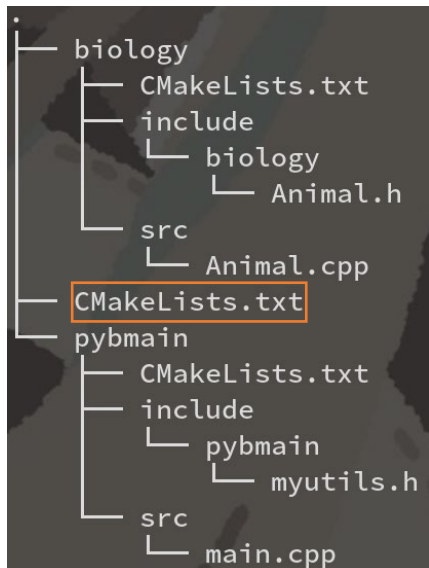 .
├── biology
│   ├── CMakeLists.txt
│   ├── include
│   │   └── biology
│   │       └── Animal.h
│   └── src
│       └── Animal.cpp
├── CMakeLists.txt
└── pybmain
    ├── CMakeLists.txt
    ├── include
    │   └── pybmain
    │       └── myutils.h
    └── src
        └── main.cpp